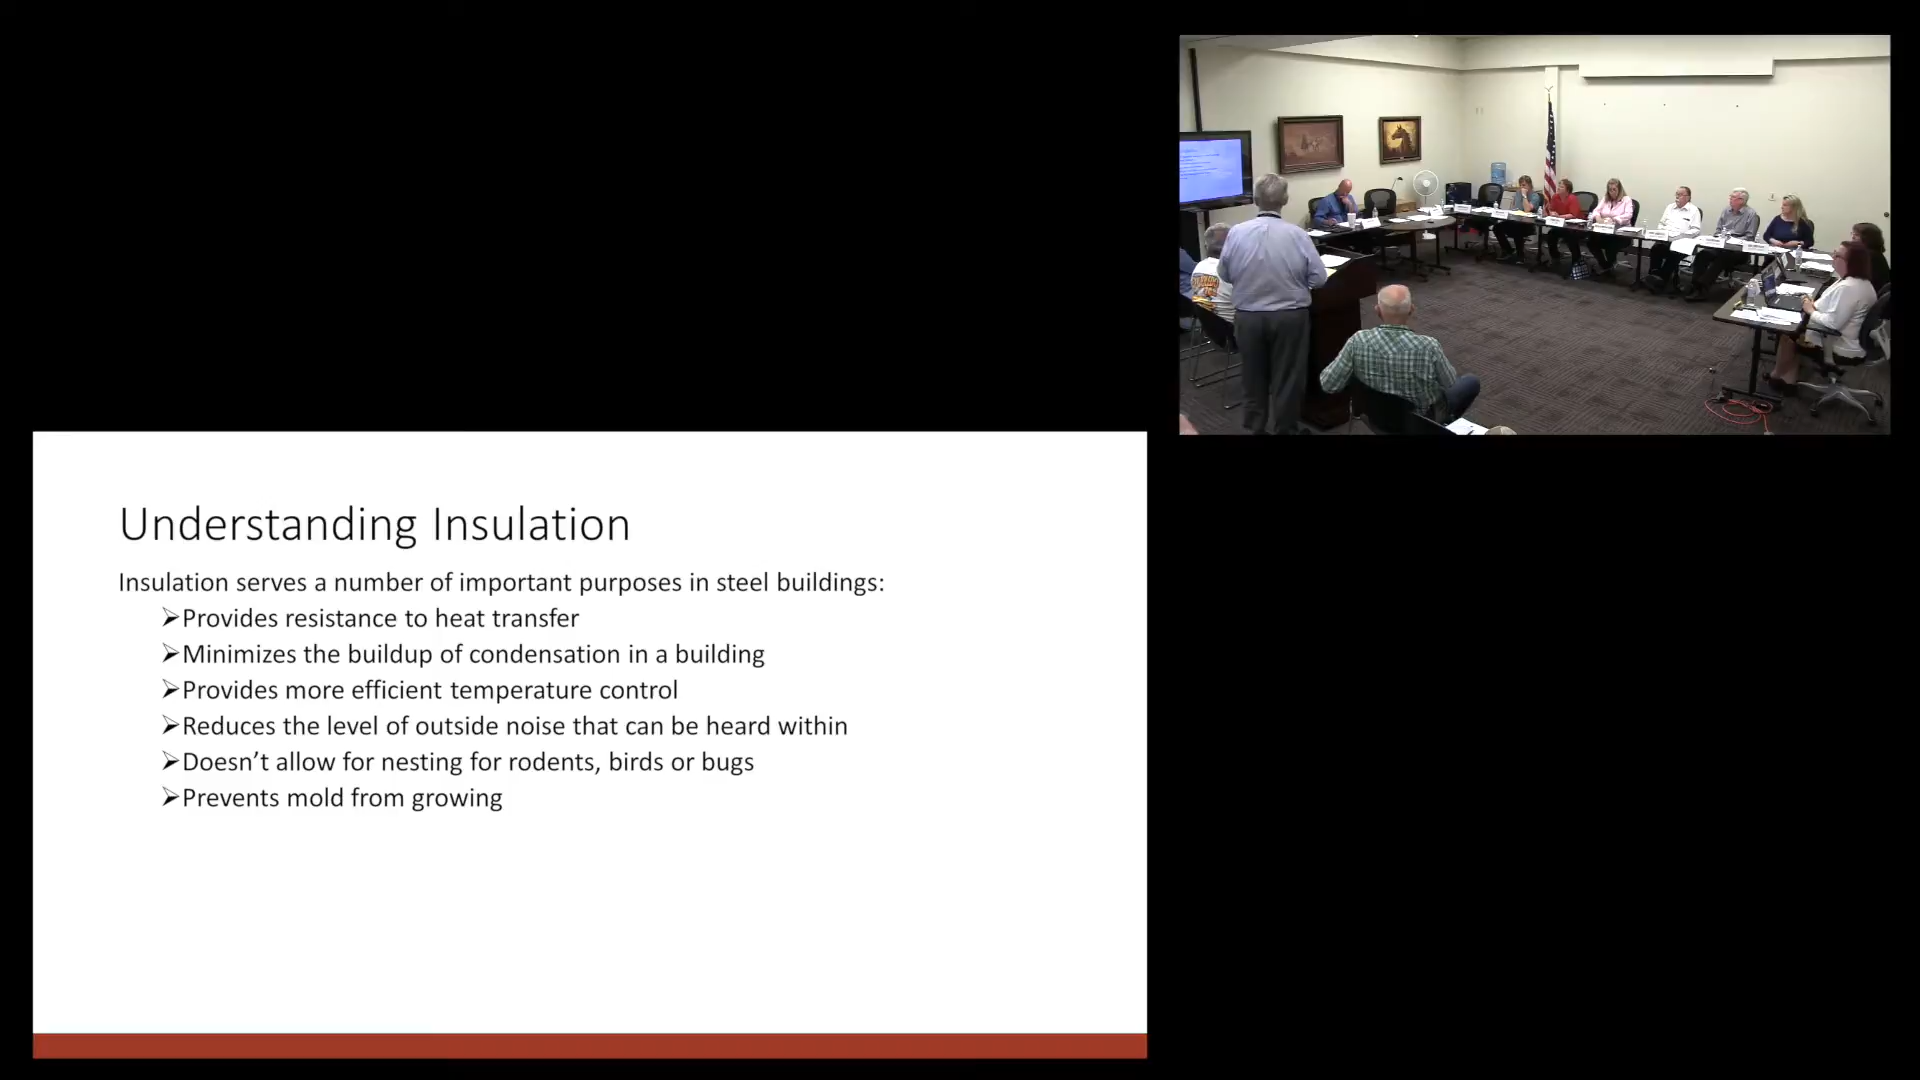 Understanding Insulation
Insulation serves a number of important purposes in steel buildings:
➢Provides resistance to heat transfer
➢Minimizes the buildup of condensation in a building
➢Provides more efficient temperature control
➢Reduces the level of outside noise that can be heard within
➢Doesn’t allow for nesting for rodents, birds or bugs
➢Prevents mold from growing